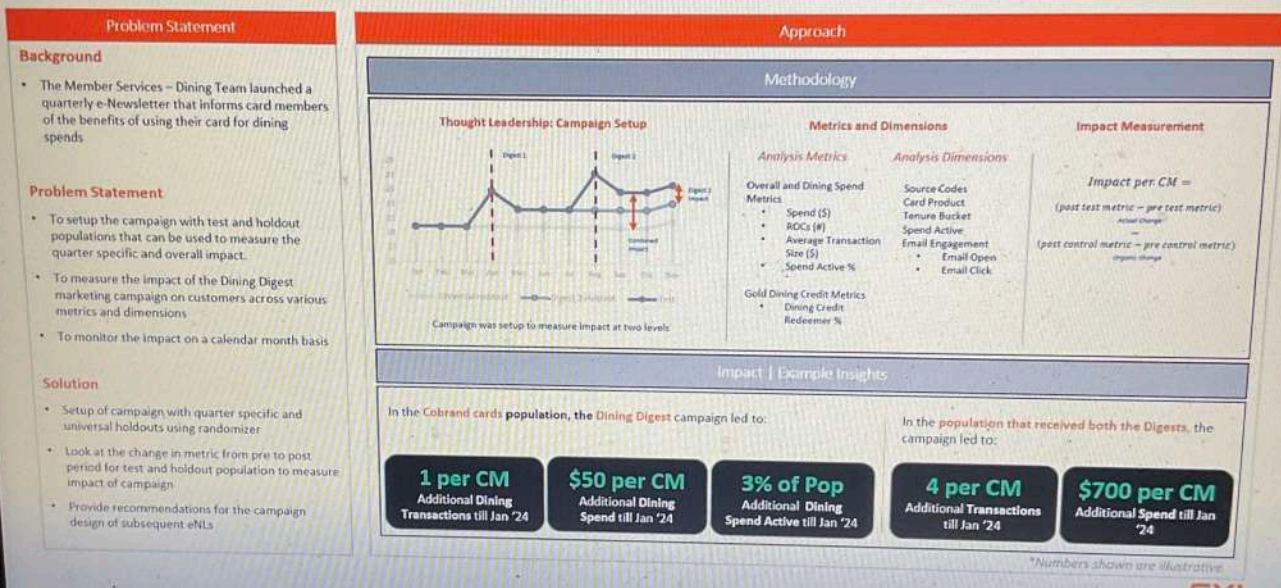 Problem Statement
Background
• The Member Services – Dining Team launched a
quarterly e-Newsletter that informs card members
of the benefits of using their card for dining
spends
Problem Statement
• To setup the campaign with test and holdout
populations that can be used to measure the
quarter specific and overall impact.
• To measure the impact of the Dining Digest
marketing campaign on customers across various
metrics and dimensions
• To monitor the impact on a calendar month basis
Solution
• Setup of campaign with quarter specific and
universal holdouts using randomizer
• Look at the change in metric from pre to post
period for test and holdout population to measure
impact of campaign
• Provide recommendations for the campaign
design of subsequent eNLs
Approach
Methodology
Thought Leadership: Campaign Setup
Digest 1
Digest 2
Digest 2
Impact
Combined
Impact
Campaign was setup to measure impact at two levels
Metrics and Dimensions
Analysis Metrics
Overall and Dining Spend
Metrics
• Spend ($)
• ROCs (#)
• Average Transaction
Size ($)
• Spend Active %
Gold Dining Credit Metrics
• Dining Credit
Redeemer %
Analysis Dimensions
Source Codes
Card Product
Tenure Bucket
Spend Active
Email Engagement
• Email Open
• Email Click
Impact Measurement
Impact per CM =
(post test metric – pre test metric)
Actual Change
–
(post control metric – pre control metric)
Organic change
Impact | Example Insights
In the Cobrand cards population, the Dining Digest campaign led to:
1 per CM
Additional Dining
Transactions till Jan '24
$50 per CM
Additional Dining
Spend till Jan '24
3% of Pop
Additional Dining
Spend Active till Jan '24
In the population that received both the Digests, the
campaign led to:
4 per CM
Additional Transactions
till Jan '24
$700 per CM
Additional Spend till Jan
'24
*Numbers shown are illustrative